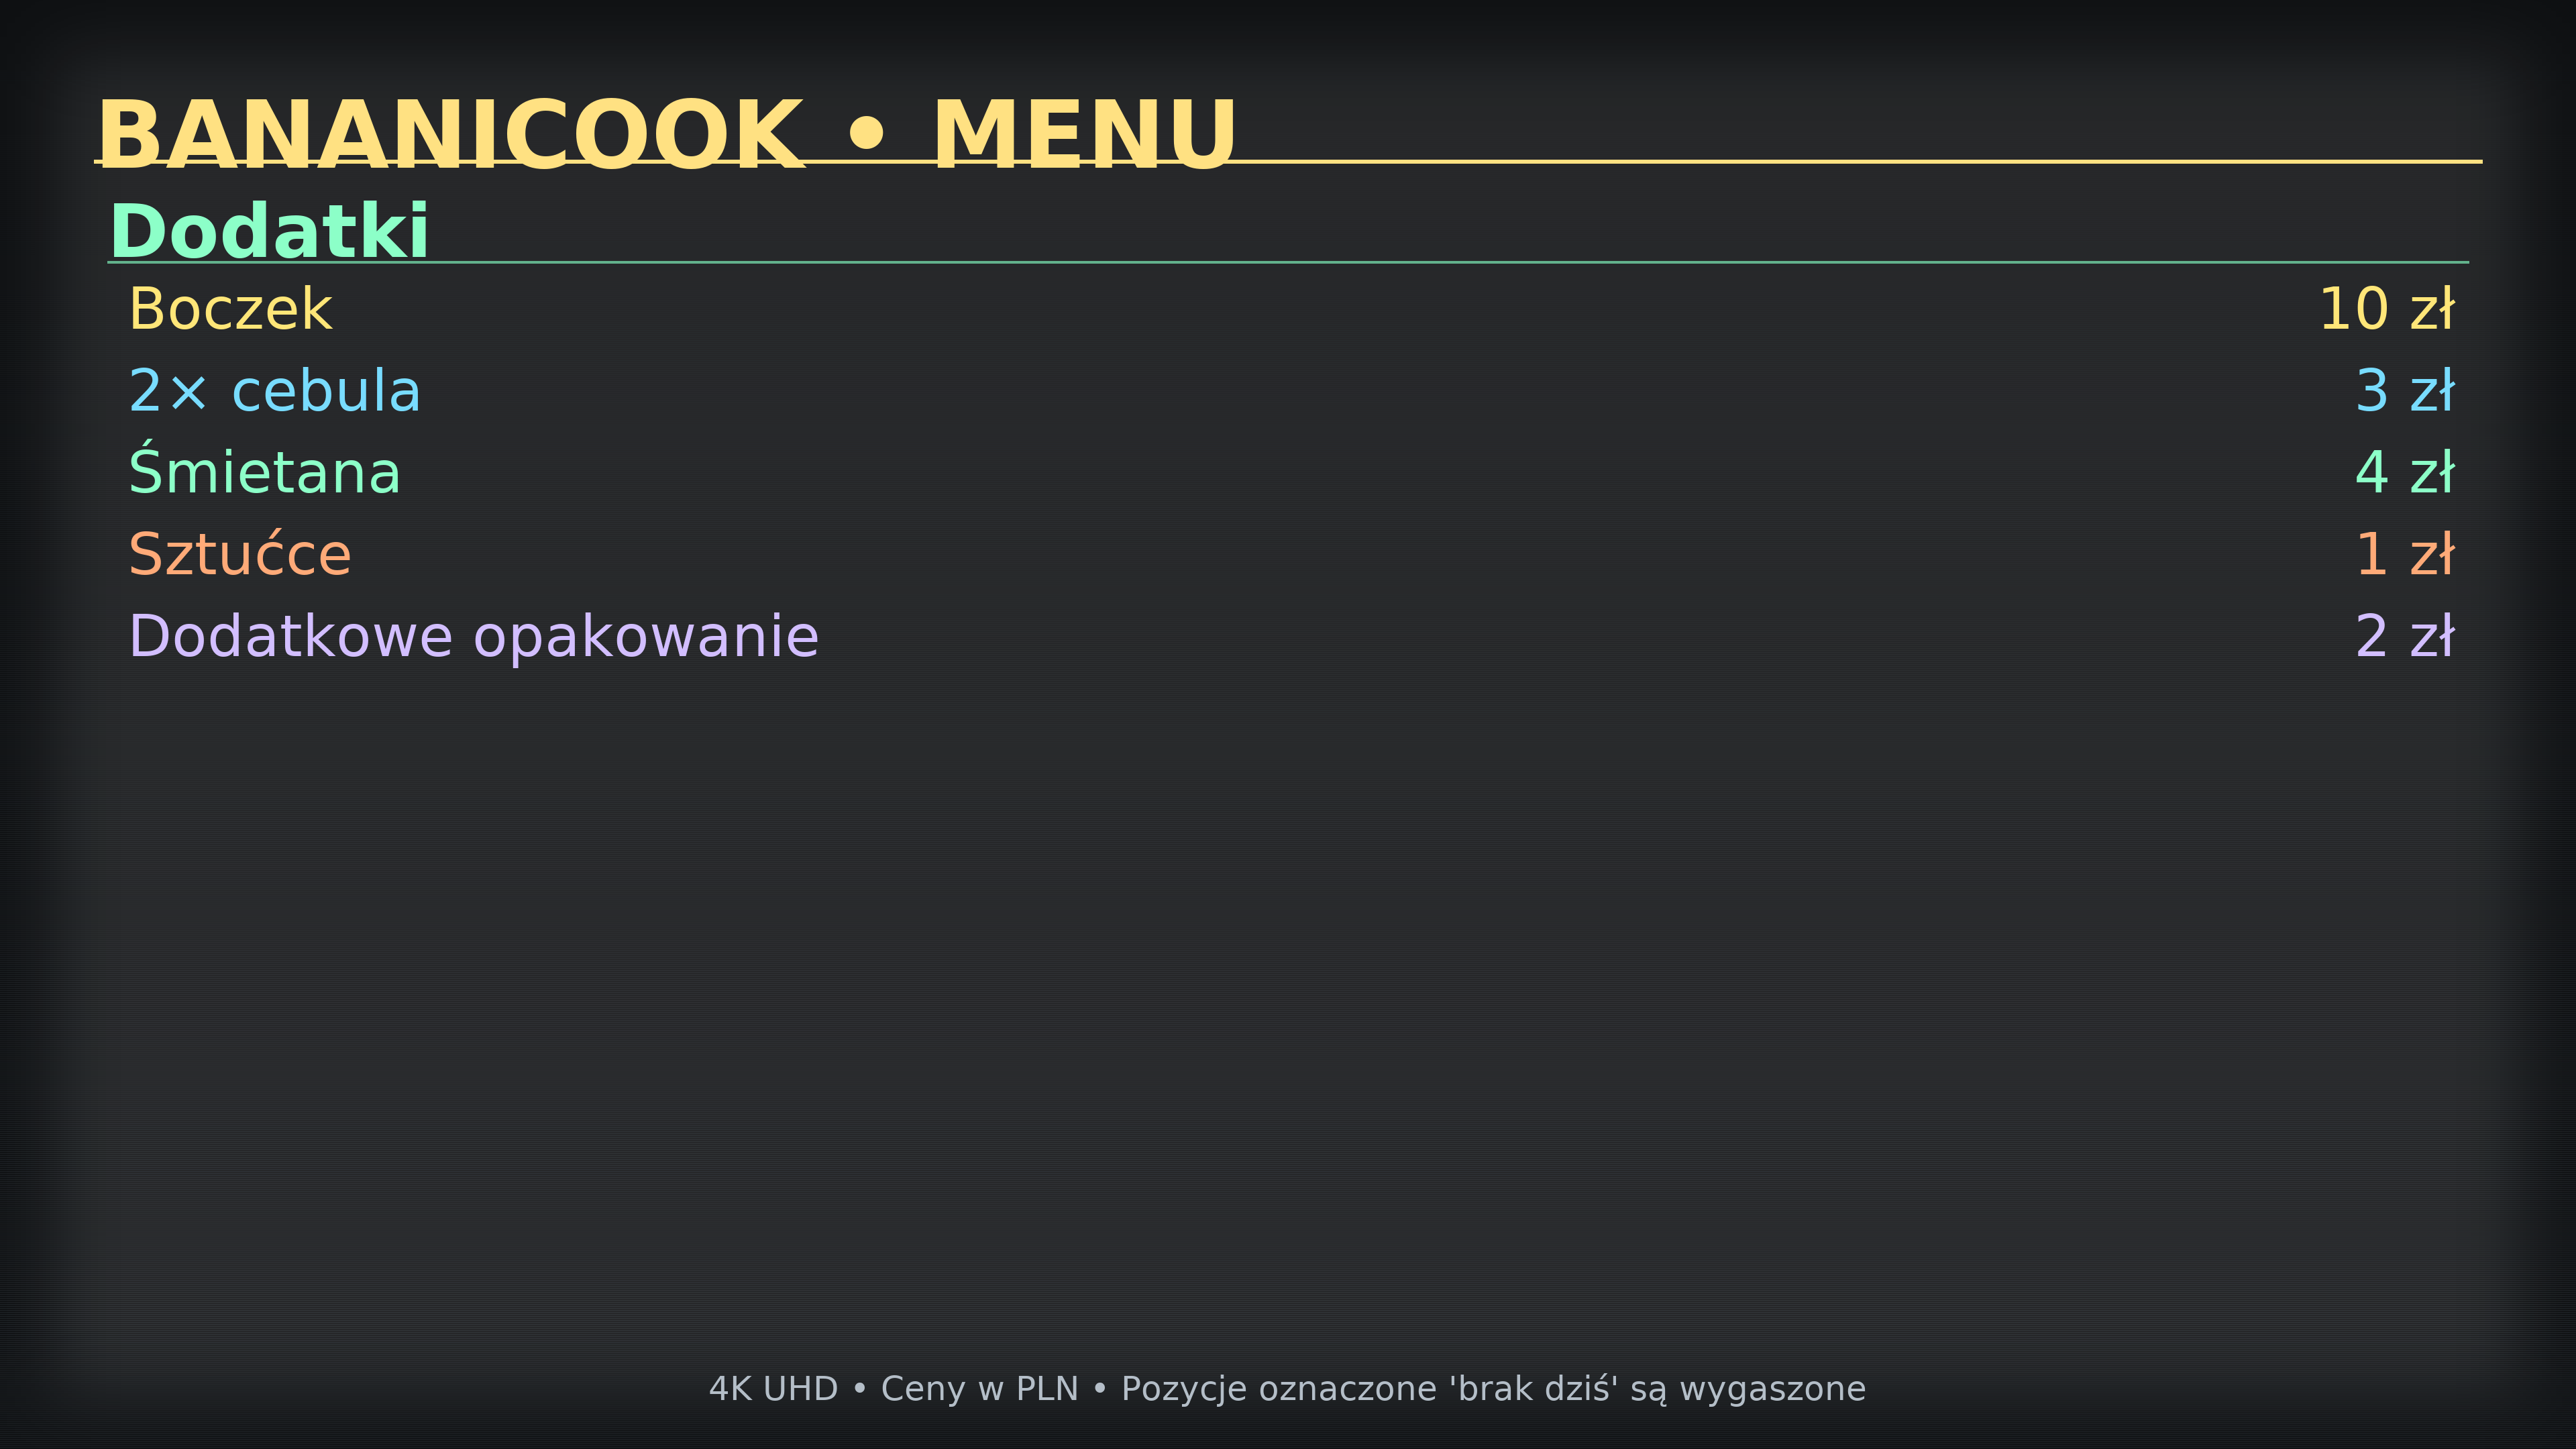 BANANICOOK • MENU
Dodatki
Boczek 10 zł
2× cebula 3 zł
Śmietana 4 zł
Sztućce 1 zł
Dodatkowe opakowanie 2 zł
4K UHD • Ceny w PLN • Pozycje oznaczone 'brak dziś' są wygaszone